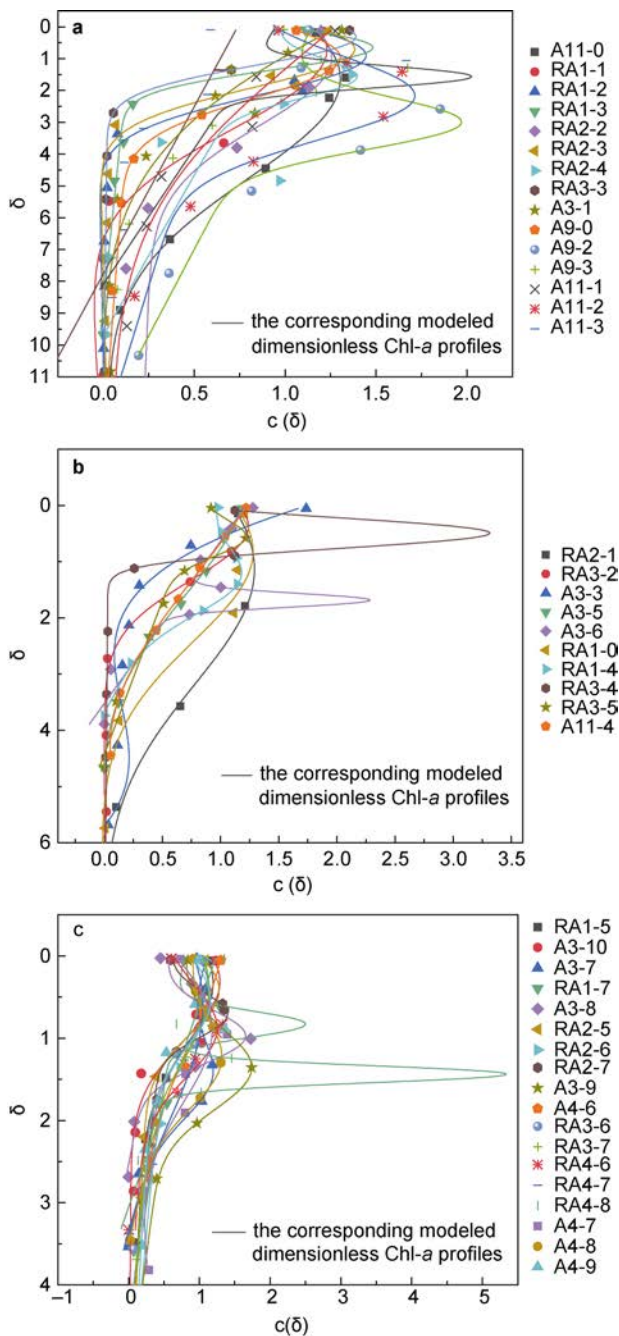 a
0
1
2
3
4
5
6
7
8
9
10
11
δ
0.0
0.5
1.0
1.5
2.0
c (δ)
the corresponding modeled
dimensionless Chl-a profiles
A11-0
RA1-1
RA1-2
RA1-3
RA2-2
RA2-3
RA2-4
RA3-3
A3-1
A9-0
A9-2
A9-3
A11-1
A11-2
A11-3
b
0
2
4
6
δ
0.0
0.5
1.0
1.5
2.0
2.5
3.0
3.5
c (δ)
the corresponding modeled
dimensionless Chl-a profiles
RA2-1
RA3-2
A3-3
A3-5
A3-6
RA1-0
RA1-4
RA3-4
RA3-5
A11-4
c
0
1
2
3
4
δ
–1
0
1
2
3
4
5
c(δ)
the corresponding modeled
dimensionless Chl-a profiles
RA1-5
A3-10
A3-7
RA1-7
A3-8
RA2-5
RA2-6
RA2-7
A3-9
A4-6
RA3-6
RA3-7
RA4-6
RA4-7
RA4-8
A4-7
A4-8
A4-9